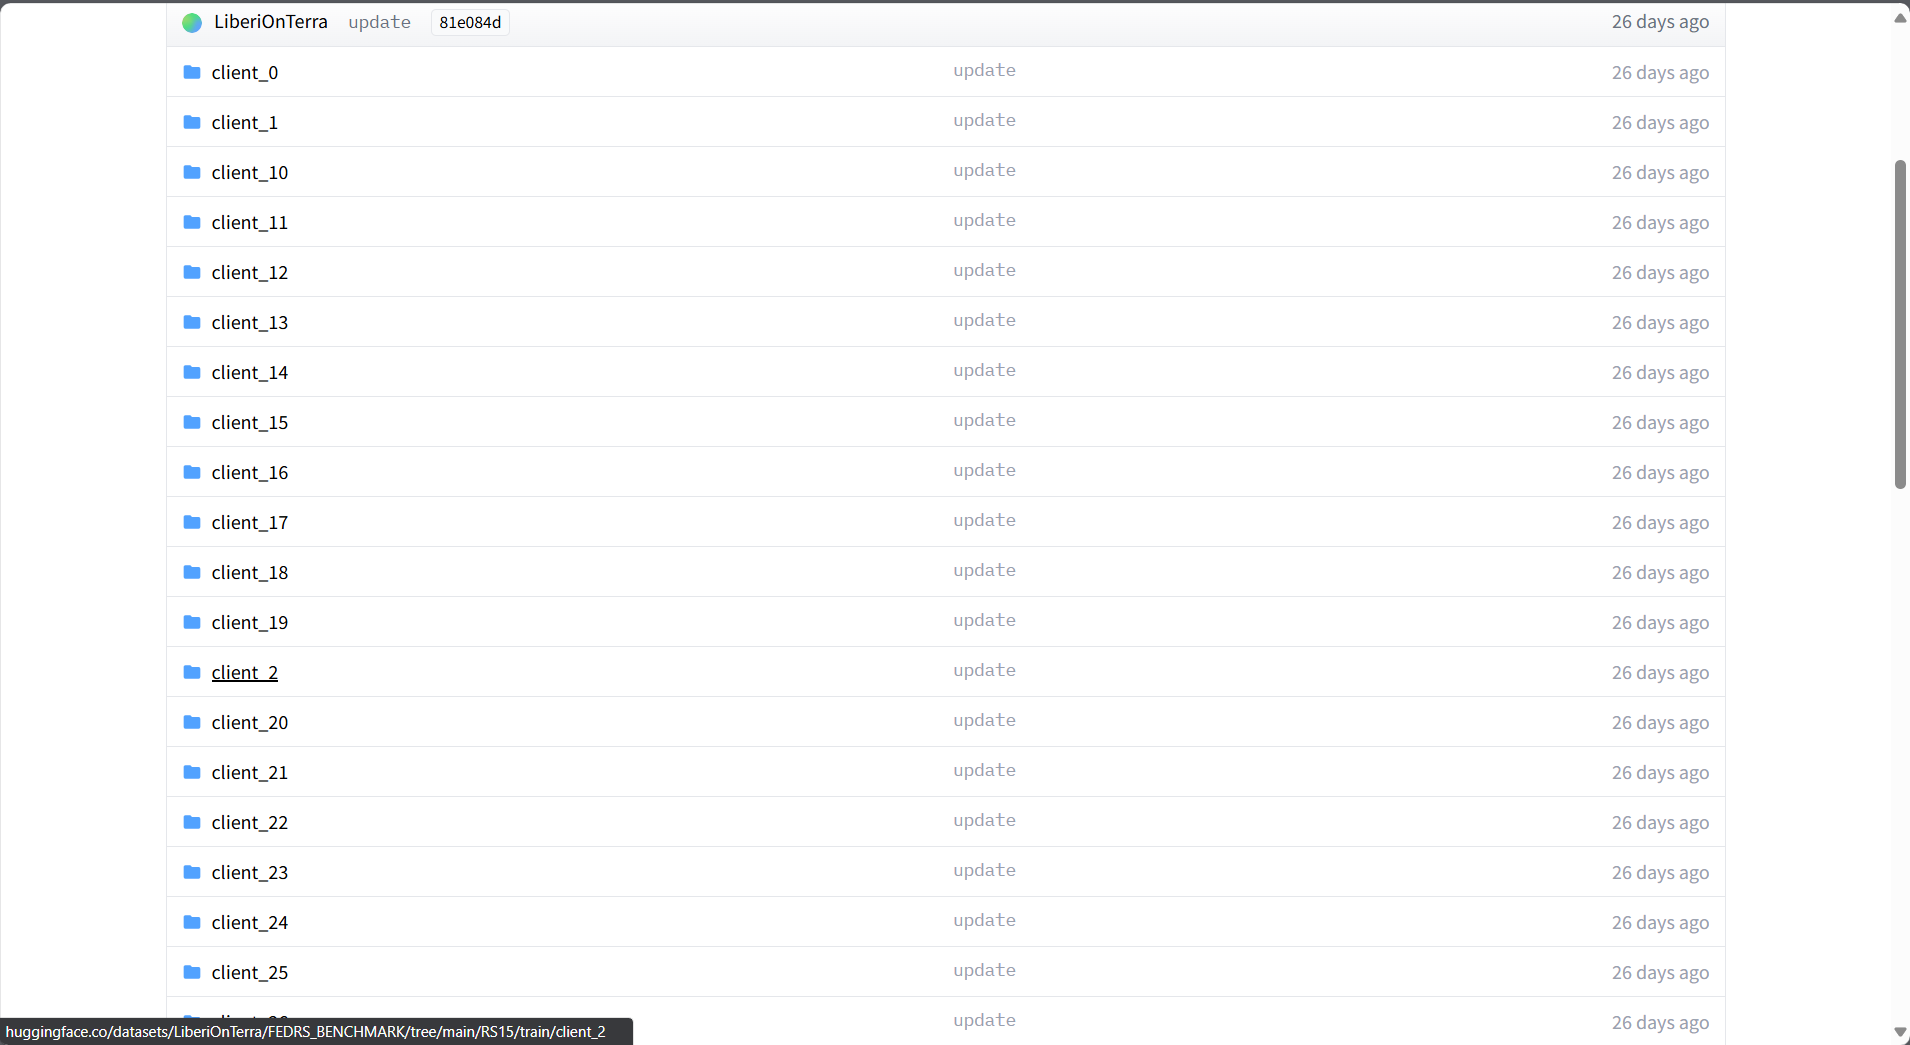 LiberiOnTerra update 81e084d 26 days ago
client_0 update 26 days ago
client_1 update 26 days ago
client_10 update 26 days ago
client_11 update 26 days ago
client_12 update 26 days ago
client_13 update 26 days ago
client_14 update 26 days ago
client_15 update 26 days ago
client_16 update 26 days ago
client_17 update 26 days ago
client_18 update 26 days ago
client_19 update 26 days ago
client_2 update 26 days ago
client_20 update 26 days ago
client_21 update 26 days ago
client_22 update 26 days ago
client_23 update 26 days ago
client_24 update 26 days ago
client_25 update 26 days ago
update 26 days ago
huggingface.co/datasets/LiberiOnTerra/FEDRS_BENCHMARK/tree/main/RS15/train/client_2